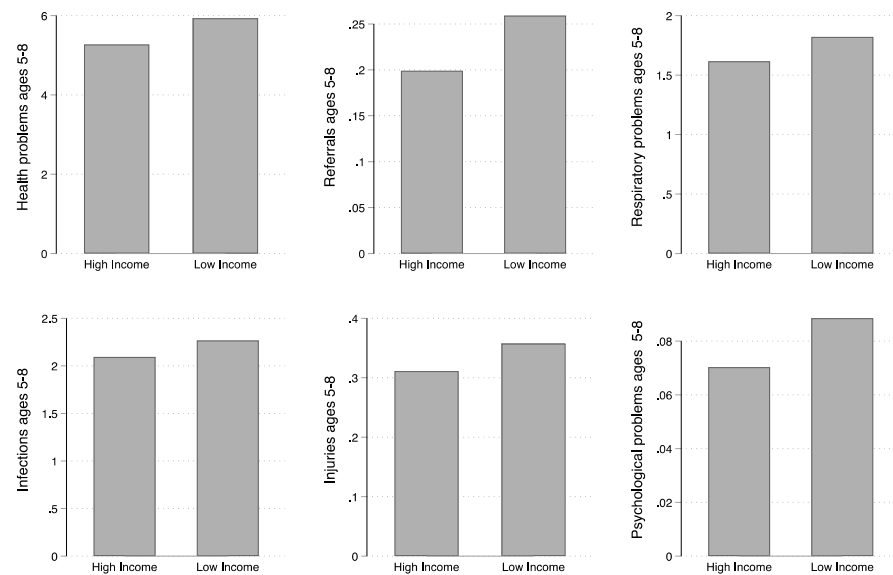 Health problems ages 5-8
6
4
2
0
High Income
Low Income
Referrals ages 5-8
.25
.2
.15
.1
.05
0
High Income
Low Income
Respiratory problems ages 5-8
2
1.5
1
.5
0
High Income
Low Income
Infections ages 5-8
2.5
2
1.5
1
.5
0
High Income
Low Income
Injuries ages 5-8
.4
.3
.2
.1
0
High Income
Low Income
Psychological problems ages 5-8
.08
.06
.04
.02
0
High Income
Low Income